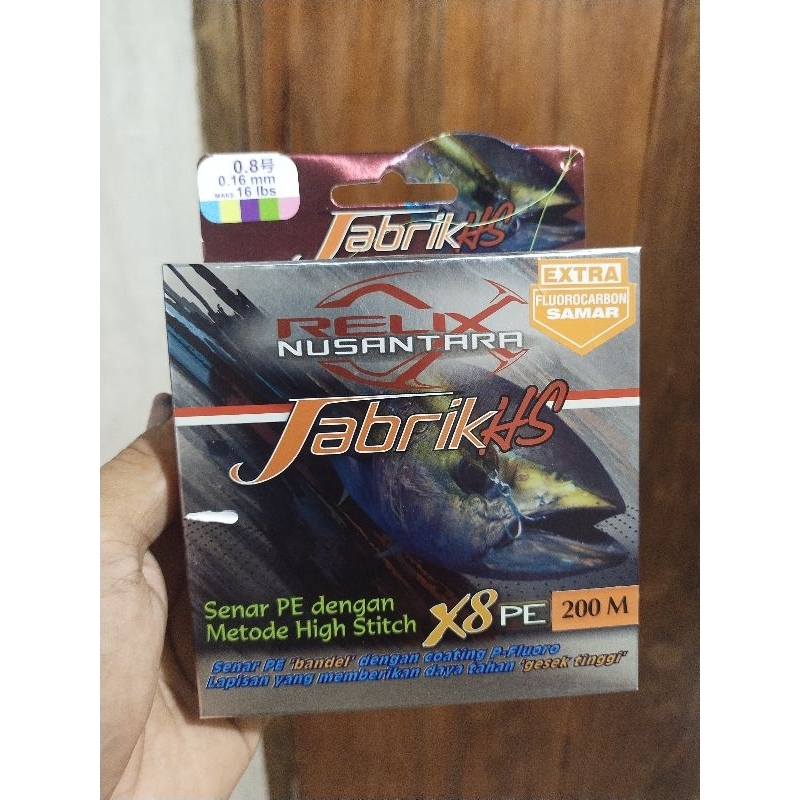 0.8号
0.16 mm
MAKS 16 lbs
Jabrik HS
EXTRA
FLUOROCARBON
SAMAR
RELIX
NUSANTARA
Jabrik HS
Senar PE dengan
Metode High Stitch
X8 PE
200 M
Senar PE 'bandel' dengan coating P-Fluoro
Lapisan yang memberikan daya tahan 'gesek tinggi'